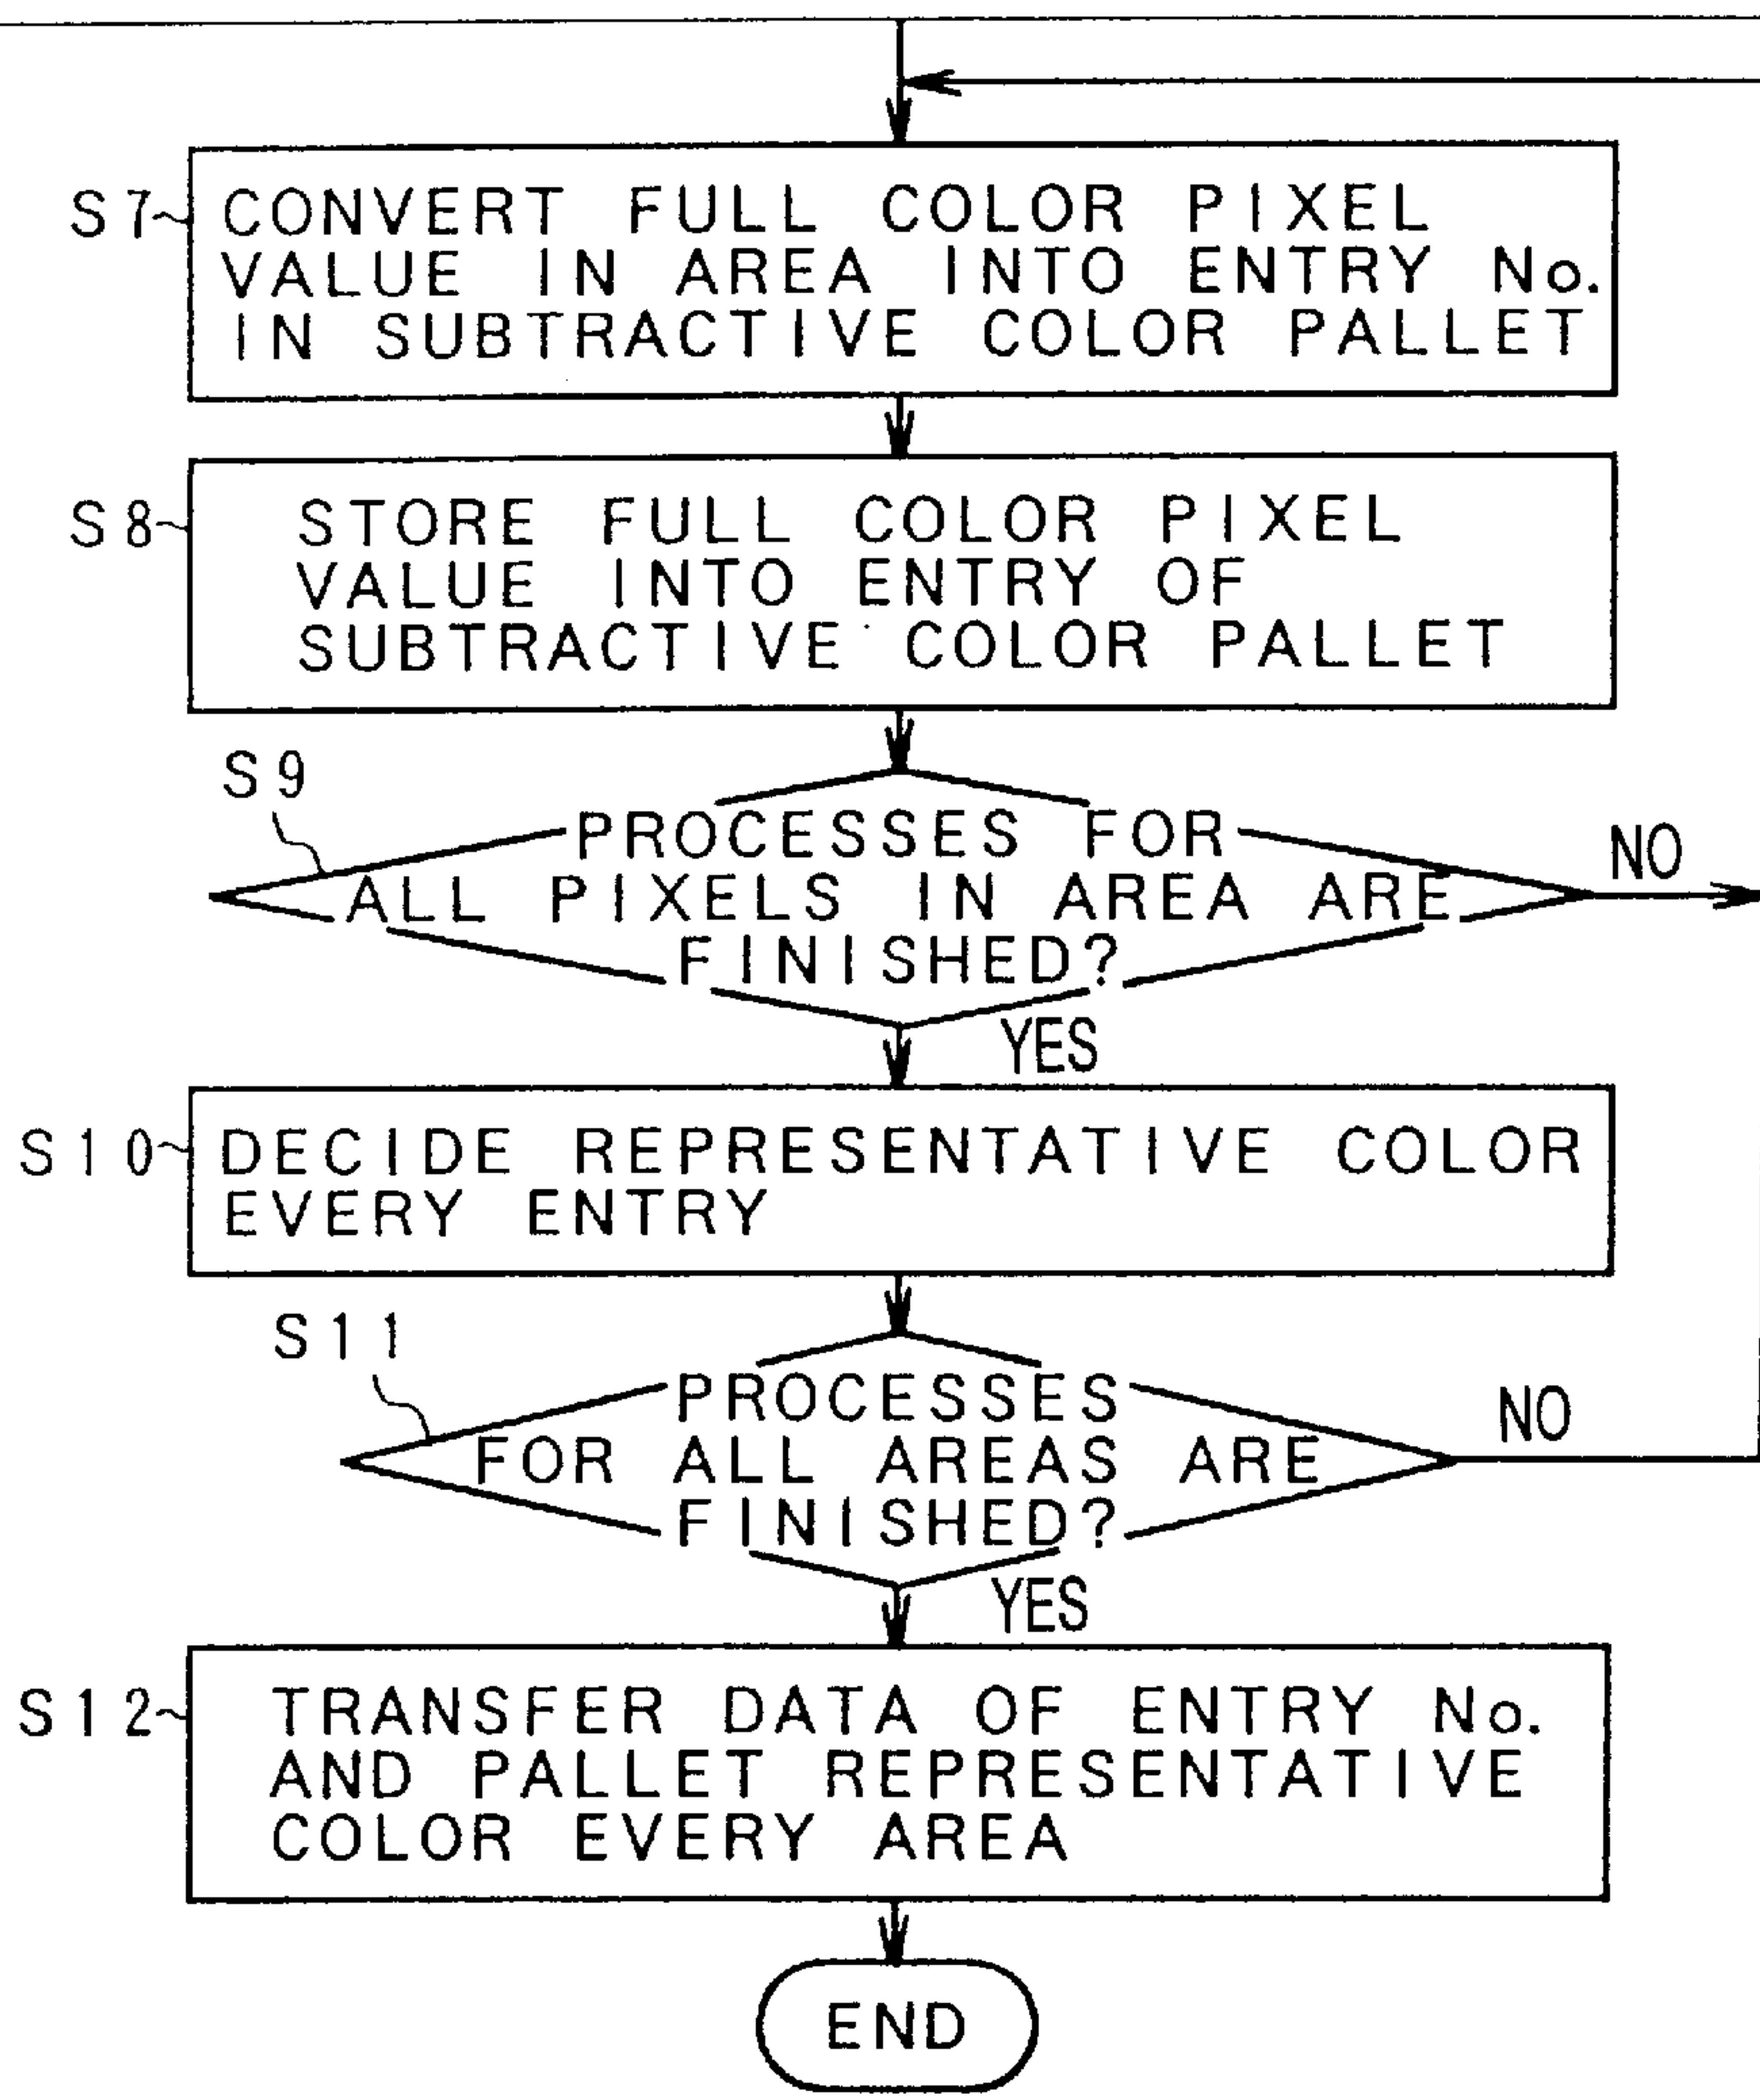 S7 CONVERT FULL COLOR PIXEL
VALUE IN AREA INTO ENTRY No.
IN SUBTRACTIVE COLOR PALLET
S8 STORE FULL COLOR PIXEL
VALUE INTO ENTRY OF
SUBTRACTIVE COLOR PALLET
S9
PROCESSES FOR
NO
ALL PIXELS IN AREA ARE
FINISHED?
YES
S10 DECIDE REPRESENTATIVE COLOR
EVERY ENTRY
S11
PROCESSES
NO
FOR ALL AREAS ARE
FINISHED?
YES
S12 TRANSFER DATA OF ENTRY No.
AND PALLET REPRESENTATIVE
COLOR EVERY AREA
END